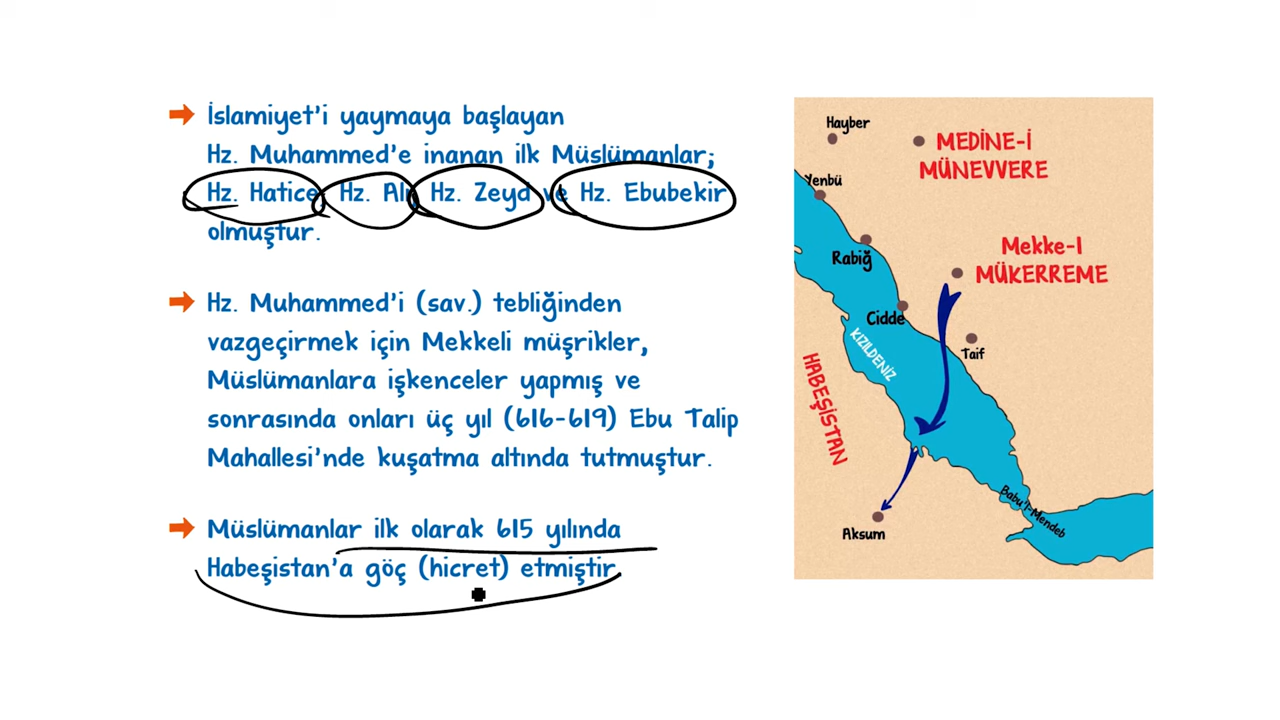 İslamiyet'i yaymaya başlayan
Hz. Muhammed'e inanan ilk Müslümanlar;
Hz. Hatice, Hz. Ali, Hz. Zeyd ve Hz. Ebubekir
olmuştur.
Hz. Muhammed'i (sav.) tebliğinden
vazgeçirmek için Mekkeli müşrikler,
Müslümanlara işkenceler yapmış ve
sonrasında onları üç yıl (616-619) Ebu Talip
Mahallesi'nde kuşatma altında tutmuştur.
Müslümanlar ilk olarak 615 yılında
Habeşistan'a göç (hicret) etmiştir.
Hayber
MEDİNE-İ
MÜNEVVERE
Yenbü
Mekke-I
MÜKERREME
Rabiğ
Cidde
KIZILDENİZ
Taif
HABEŞİSTAN
Babu'l-Mendeb
Aksum